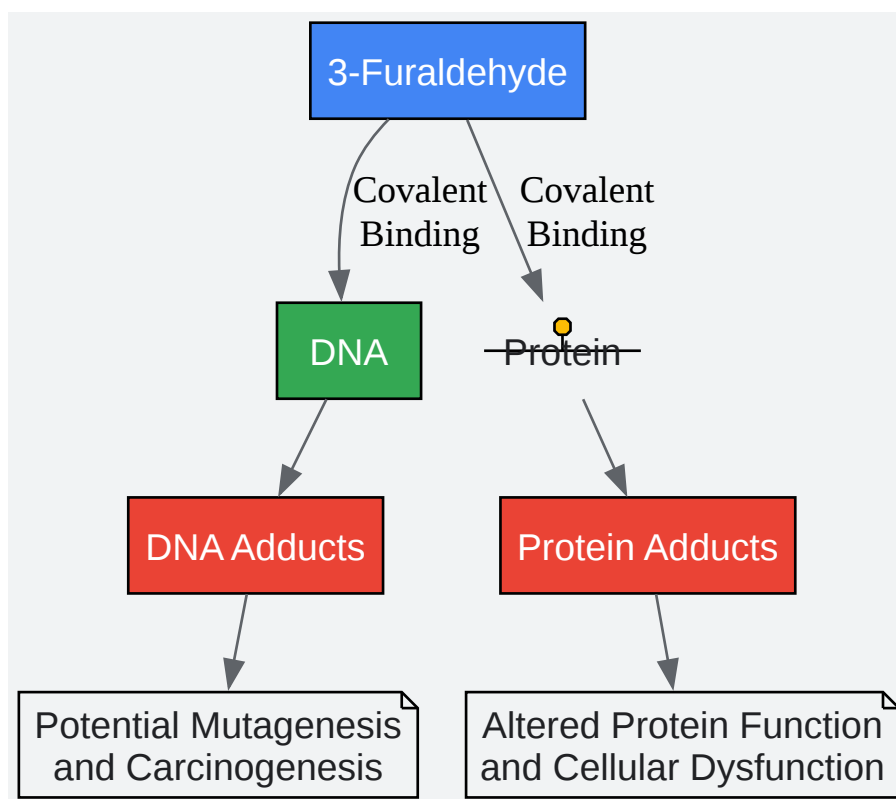 3-Furaldehyde
Covalent
Binding
Covalent
Binding
DNA
Protein
DNA Adducts
Protein Adducts
Potential Mutagenesis
and Carcinogenesis
Altered Protein Function
and Cellular Dysfunction